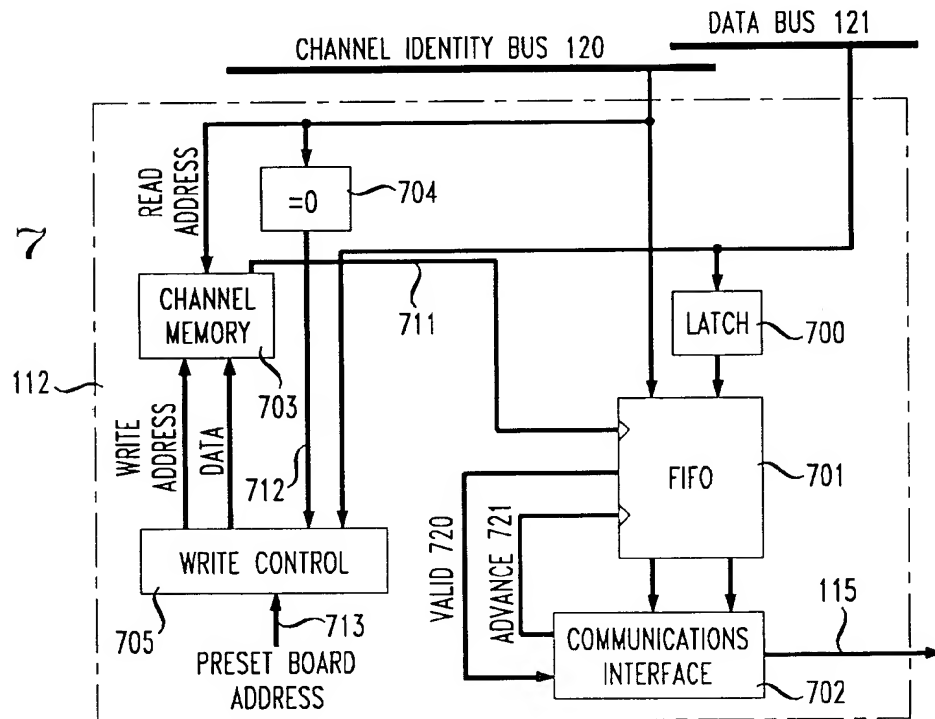 DATA BUS 121
CHANNEL IDENTITY BUS 120
READ
ADDRESS
=0
704
7
CHANNEL
MEMORY
711
LATCH
700
112
703
WRITE
ADDRESS
DATA
712
FIFO
701
VALID 720
ADVANCE 721
WRITE CONTROL
705
713
PRESET BOARD
ADDRESS
COMMUNICATIONS
INTERFACE
115
702